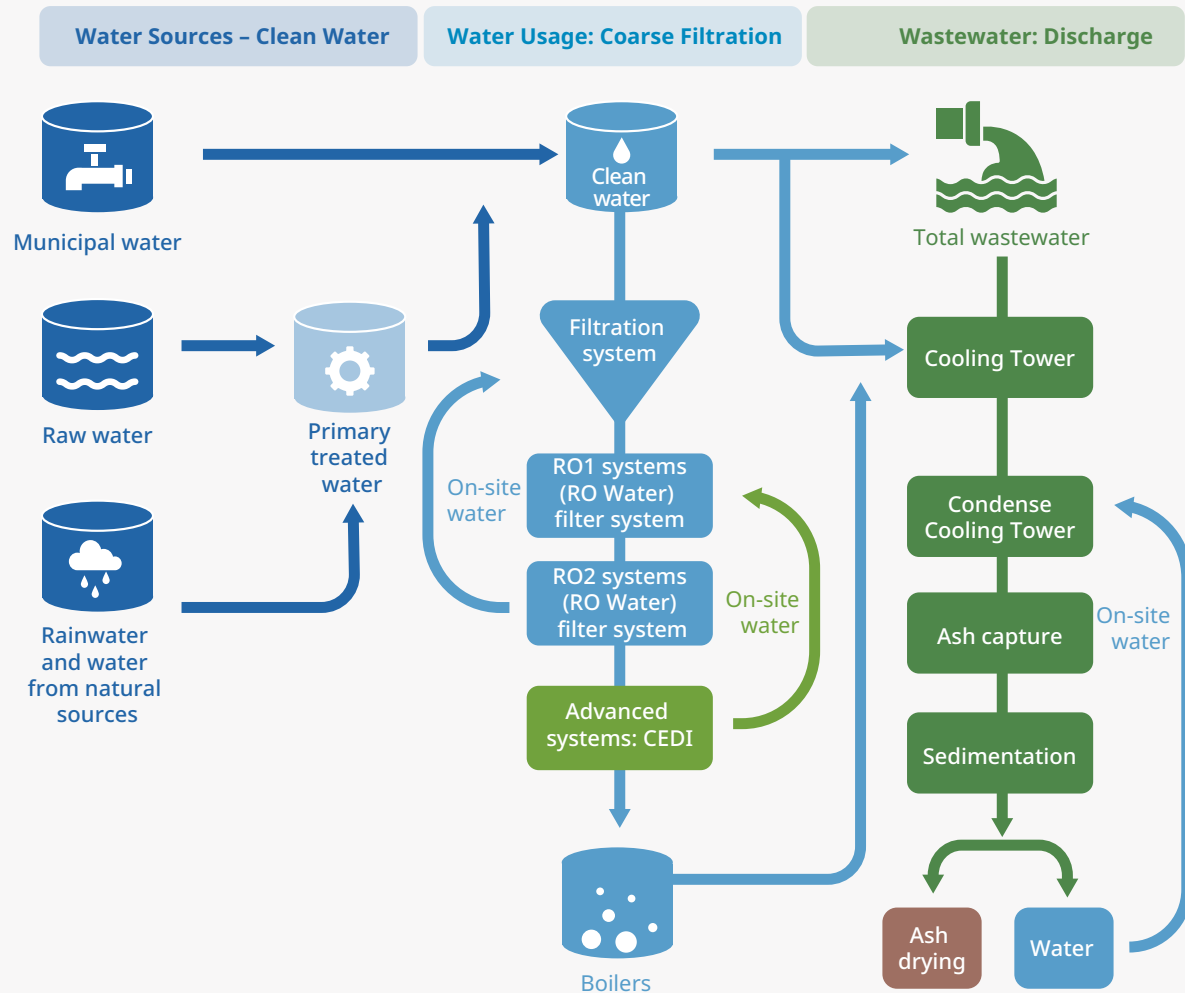 Water Sources – Clean Water
Water Usage: Coarse Filtration
Wastewater: Discharge
Municipal water
Raw water
Rainwater
and water
from natural
sources
Primary
treated
water
Clean
water
Filtration
system
On-site
water
RO1 systems
(RO Water)
filter system
RO2 systems
(RO Water)
filter system
On-site
water
Advanced
systems: CEDI
Boilers
Total wastewater
Cooling Tower
Condense
Cooling Tower
Ash capture
On-site
water
Sedimentation
Ash
drying
Water